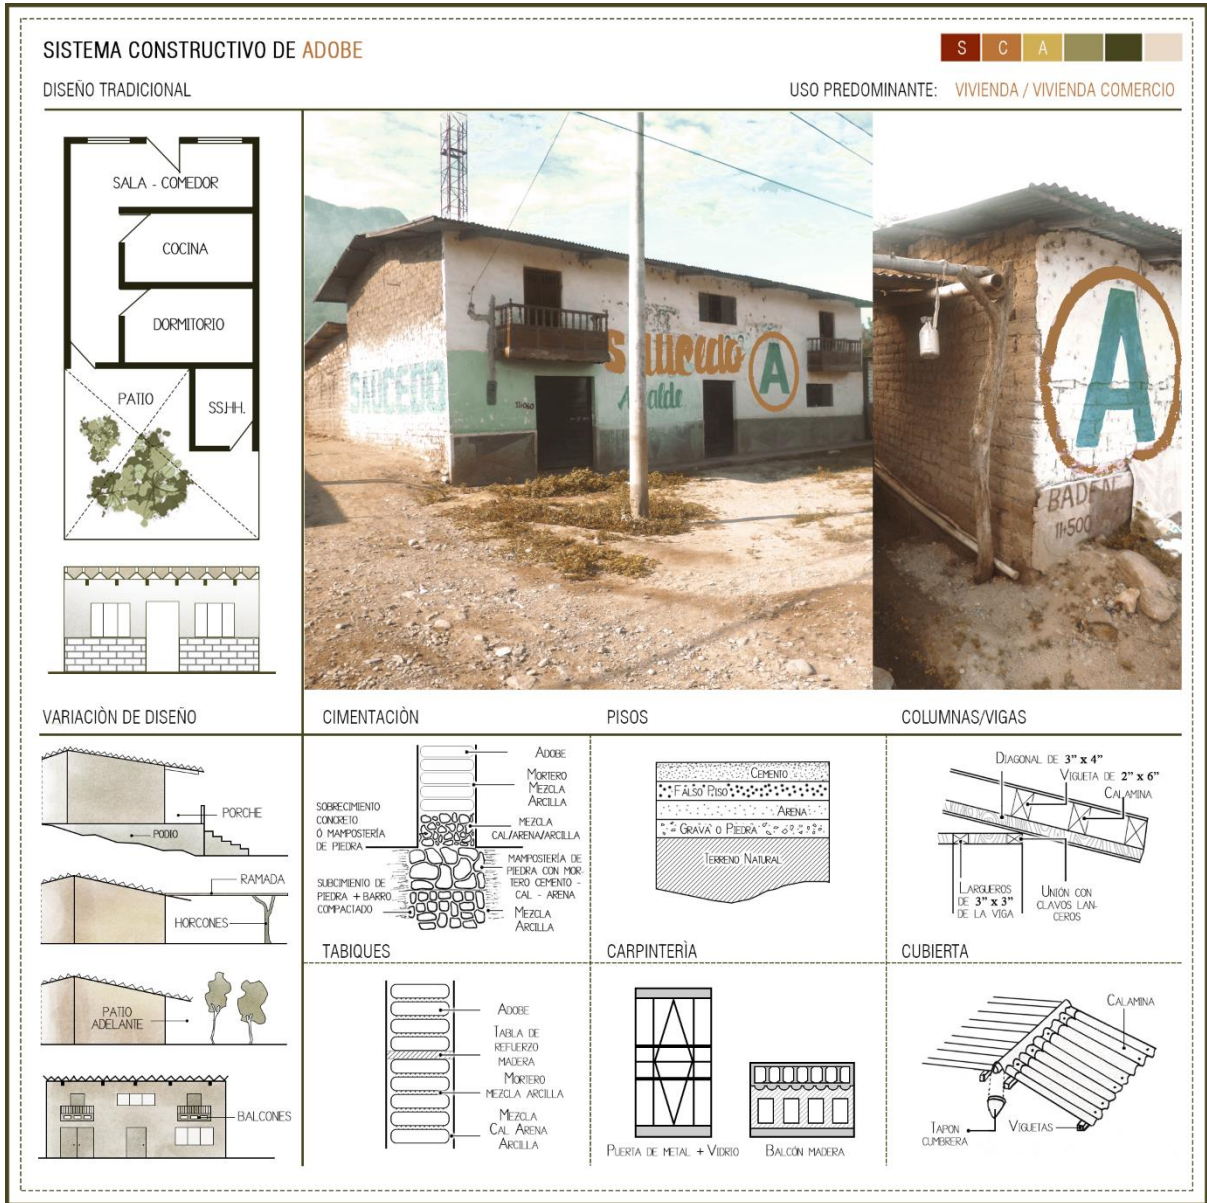 SISTEMA CONSTRUCTIVO DE ADOBE
S C A
DISEÑO TRADICIONAL
USO PREDOMINANTE: VIVIENDA / VIVIENDA COMERCIO
SALA - COMEDOR
COCINA
DORMITORIO
PATIO
SS.HH.
SAUCEDO
Saucedo
Alcalde
A
A
BADEN
11+500
VARIACIÒN DE DISEÑO
PORCHE
PODIO
RAMADA
HORCONES
PATIO
ADELANTE
BALCONES
CIMENTACIÒN
ADOBE
MORTERO
MEZCLA
ARCILLA
SOBRECIMIENTO
CONCRETO
Ó MAMPOSTERÍA
DE PIEDRA
MEZCLA
CAL/ARENA/ARCILLA
SUBCIMIENTO DE
PIEDRA + BARRO
COMPACTADO
MAMPOSTERÍA DE
PIEDRA CON MOR-
TERO CEMENTO -
CAL - ARENA
MEZCLA
ARCILLA
PISOS
CEMENTO
FALSO PISO
ARENA
GRAVA O PIEDRA
TERRENO NATURAL
COLUMNAS/VIGAS
DIAGONAL DE 3" x 4"
VIGUETA DE 2" x 6"
CALAMINA
LARGUEROS
DE 3" x 3"
DE LA VIGA
UNIÓN CON
CLAVOS LAN-
CEROS
TABIQUES
ADOBE
TABLA DE
REFUERZO
MADERA
MORTERO
MEZCLA ARCILLA
MEZCLA
CAL ARENA
ARCILLA
CARPINTERÌA
PUERTA DE METAL + VIDRIO
BALCÓN MADERA
CUBIERTA
CALAMINA
TAPON
CUMBRERA
VIGUETAS